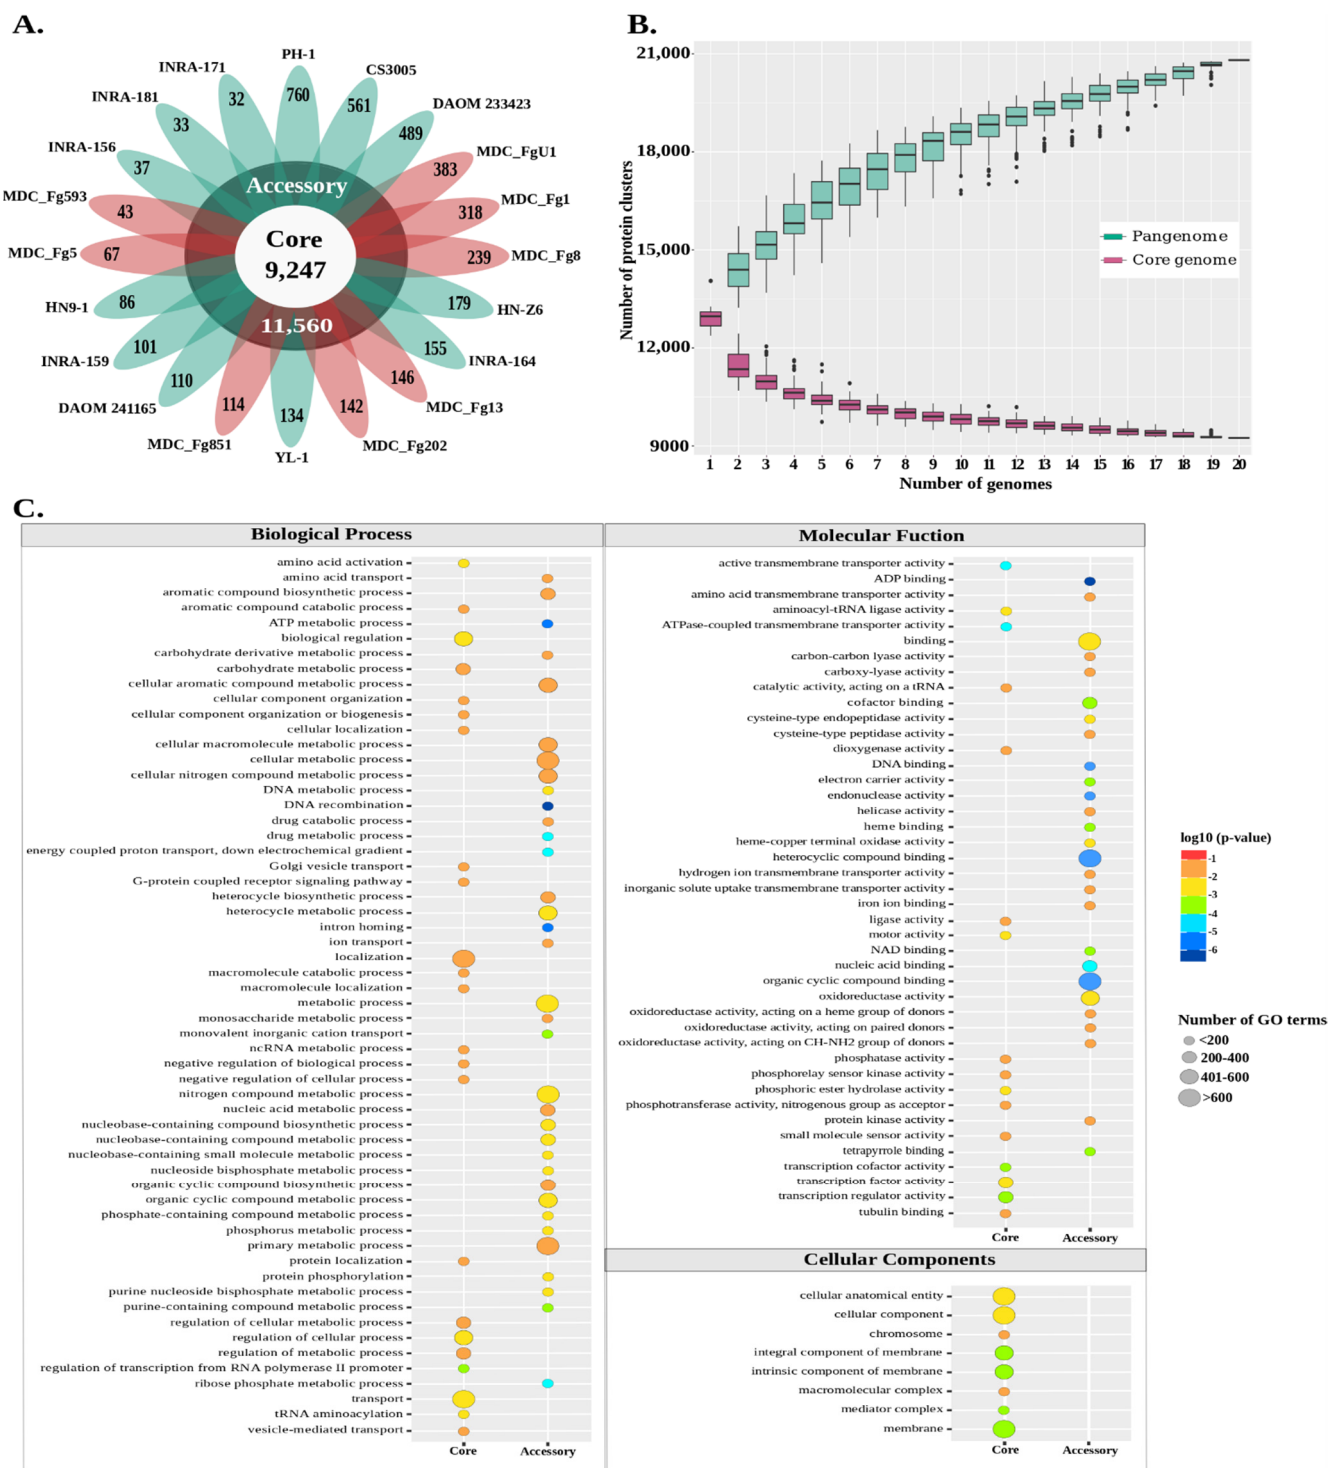 A.
PH-1
INRA-171
CS3005
INRA-181
DAOM 233423
INRA-156
MDC_FgU1
MDC_Fg593
MDC_Fg1
MDC_Fg5
MDC_Fg8
HN9-1
HN-Z6
INRA-159
INRA-164
DAOM 241165
MDC_Fg13
MDC_Fg851
MDC_Fg202
YL-1
760
32
561
33
489
37
383
43
318
67
239
86
179
101
155
110
146
114
142
134
Accessory
Core
9,247
11,560
B.
Number of protein clusters
21,000
18,000
15,000
12,000
9000
Pangenome
Core genome
1 2 3 4 5 6 7 8 9 10 11 12 13 14 15 16 17 18 19 20
Number of genomes
C.
Biological Process
amino acid activation
amino acid transport
aromatic compound biosynthetic process
aromatic compound catabolic process
ATP metabolic process
biological regulation
carbohydrate derivative metabolic process
carbohydrate metabolic process
cellular aromatic compound metabolic process
cellular component organization
cellular component organization or biogenesis
cellular localization
cellular macromolecule metabolic process
cellular metabolic process
cellular nitrogen compound metabolic process
DNA metabolic process
DNA recombination
drug catabolic process
drug metabolic process
energy coupled proton transport, down electrochemical gradient
Golgi vesicle transport
G-protein coupled receptor signaling pathway
heterocycle biosynthetic process
heterocycle metabolic process
intron homing
ion transport
localization
macromolecule catabolic process
macromolecule localization
metabolic process
monosaccharide metabolic process
monovalent inorganic cation transport
ncRNA metabolic process
negative regulation of biological process
negative regulation of cellular process
nitrogen compound metabolic process
nucleic acid metabolic process
nucleobase-containing compound biosynthetic process
nucleobase-containing compound metabolic process
nucleobase-containing small molecule metabolic process
nucleoside bisphosphate metabolic process
organic cyclic compound biosynthetic process
organic cyclic compound metabolic process
phosphate-containing compound metabolic process
phosphorus metabolic process
primary metabolic process
protein localization
protein phosphorylation
purine nucleoside bisphosphate metabolic process
purine-containing compound metabolic process
regulation of cellular metabolic process
regulation of cellular process
regulation of metabolic process
regulation of transcription from RNA polymerase II promoter
ribose phosphate metabolic process
transport
tRNA aminoacylation
vesicle-mediated transport
Core Accessory
Molecular Fuction
active transmembrane transporter activity
ADP binding
amino acid transmembrane transporter activity
aminoacyl-tRNA ligase activity
ATPase-coupled transmembrane transporter activity
binding
carbon-carbon lyase activity
carboxy-lyase activity
catalytic activity, acting on a tRNA
cofactor binding
cysteine-type endopeptidase activity
cysteine-type peptidase activity
dioxygenase activity
DNA binding
electron carrier activity
endonuclease activity
helicase activity
heme binding
heme-copper terminal oxidase activity
heterocyclic compound binding
hydrogen ion transmembrane transporter activity
inorganic solute uptake transmembrane transporter activity
iron ion binding
ligase activity
motor activity
NAD binding
nucleic acid binding
organic cyclic compound binding
oxidoreductase activity
oxidoreductase activity, acting on a heme group of donors
oxidoreductase activity, acting on paired donors
oxidoreductase activity, acting on CH-NH2 group of donors
phosphatase activity
phosphorelay sensor kinase activity
phosphoric ester hydrolase activity
phosphotransferase activity, nitrogenous group as acceptor
protein kinase activity
small molecule sensor activity
tetrapyrrole binding
transcription cofactor activity
transcription factor activity
transcription regulator activity
tubulin binding
Core Accessory
Cellular Components
cellular anatomical entity
cellular component
chromosome
integral component of membrane
intrinsic component of membrane
macromolecular complex
mediator complex
membrane
Core Accessory
log10 (p-value)
-1
-2
-3
-4
-5
-6
Number of GO terms
<200
200-400
401-600
>600